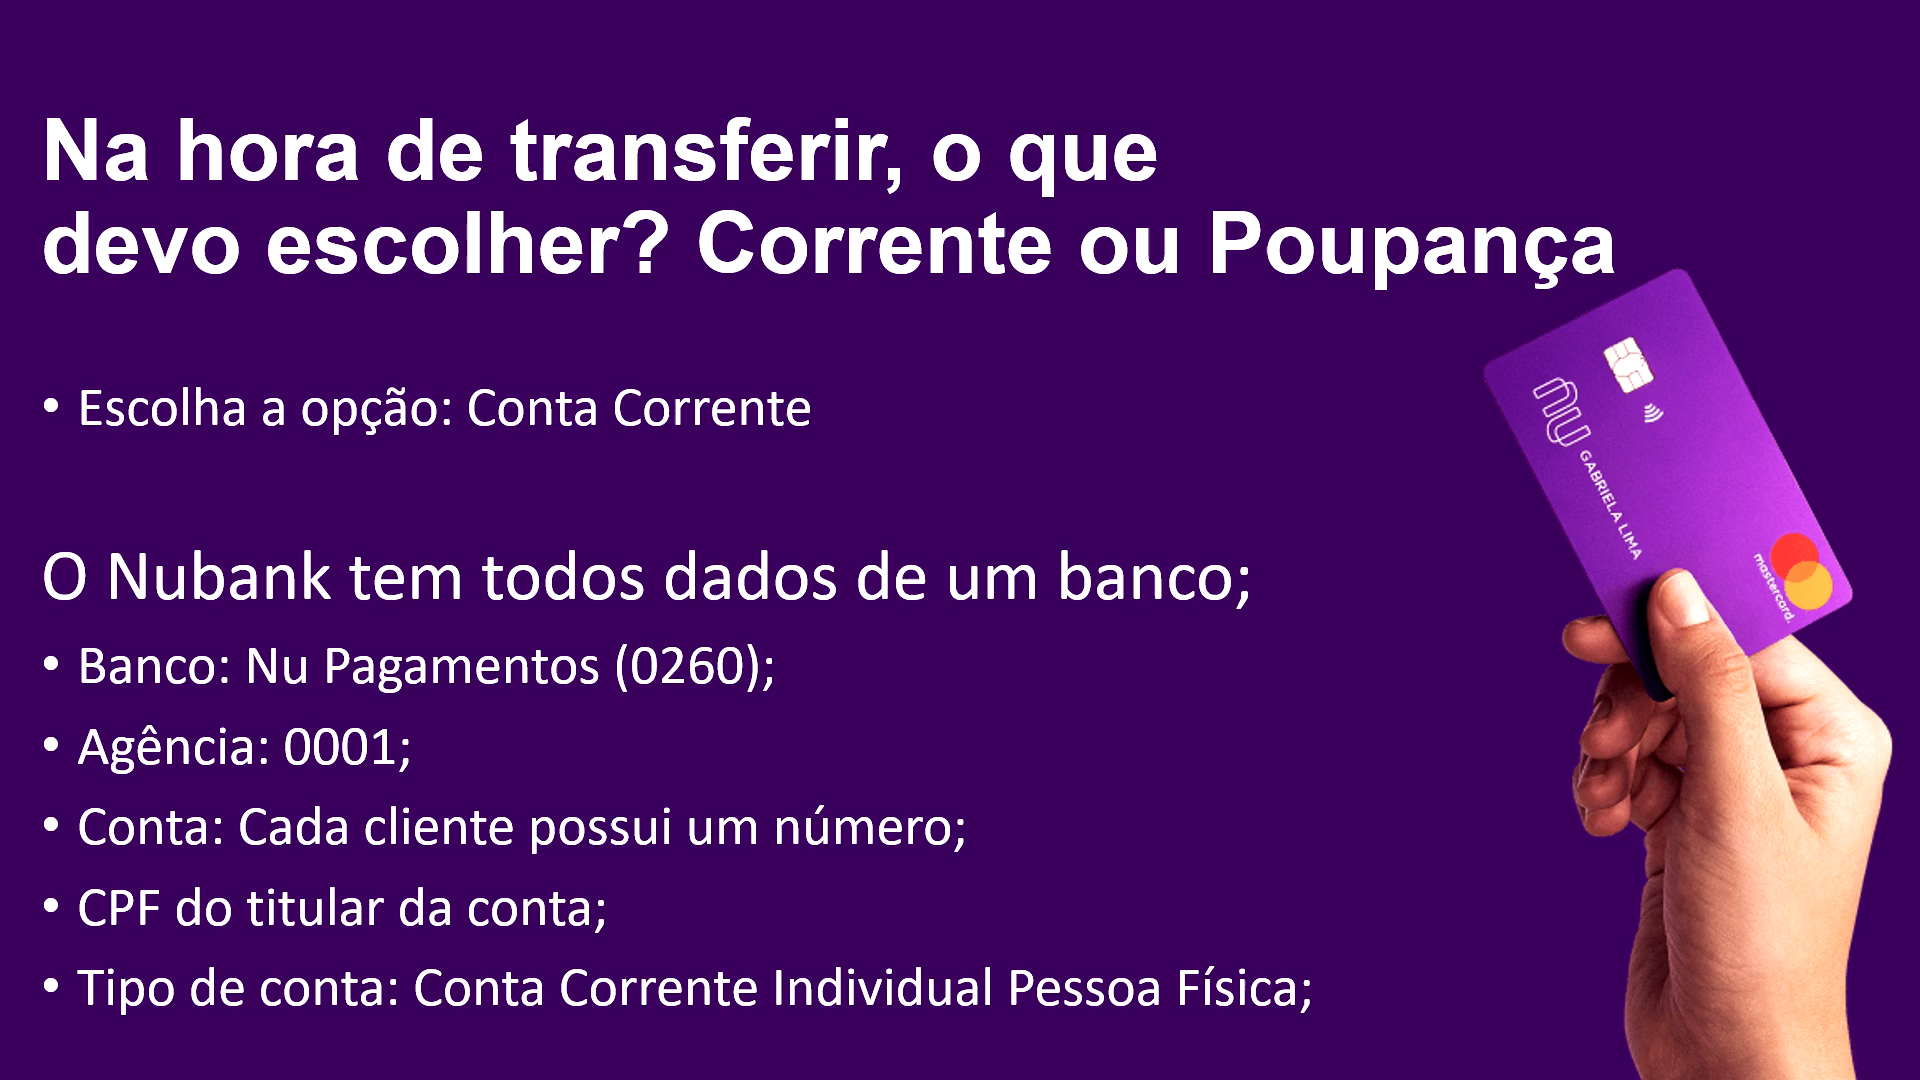 Na hora de transferir, o que
devo escolher? Corrente ou Poupança
• Escolha a opção: Conta Corrente
O Nubank tem todos dados de um banco;
• Banco: Nu Pagamentos (0260);
• Agência: 0001;
• Conta: Cada cliente possui um número;
• CPF do titular da conta;
• Tipo de conta: Conta Corrente Individual Pessoa Física;
nu
GABRIELA LIMA
mastercard.